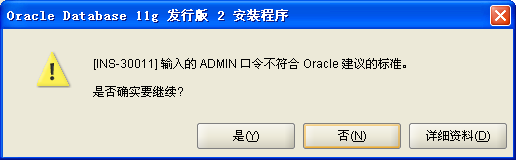 Oracle Database 11g 发行版 2 安装程序
[INS-30011] 输入的 ADMIN 口令不符合 Oracle 建议的标准。
是否确实要继续?
是(Y) 否(N) 详细资料(D)